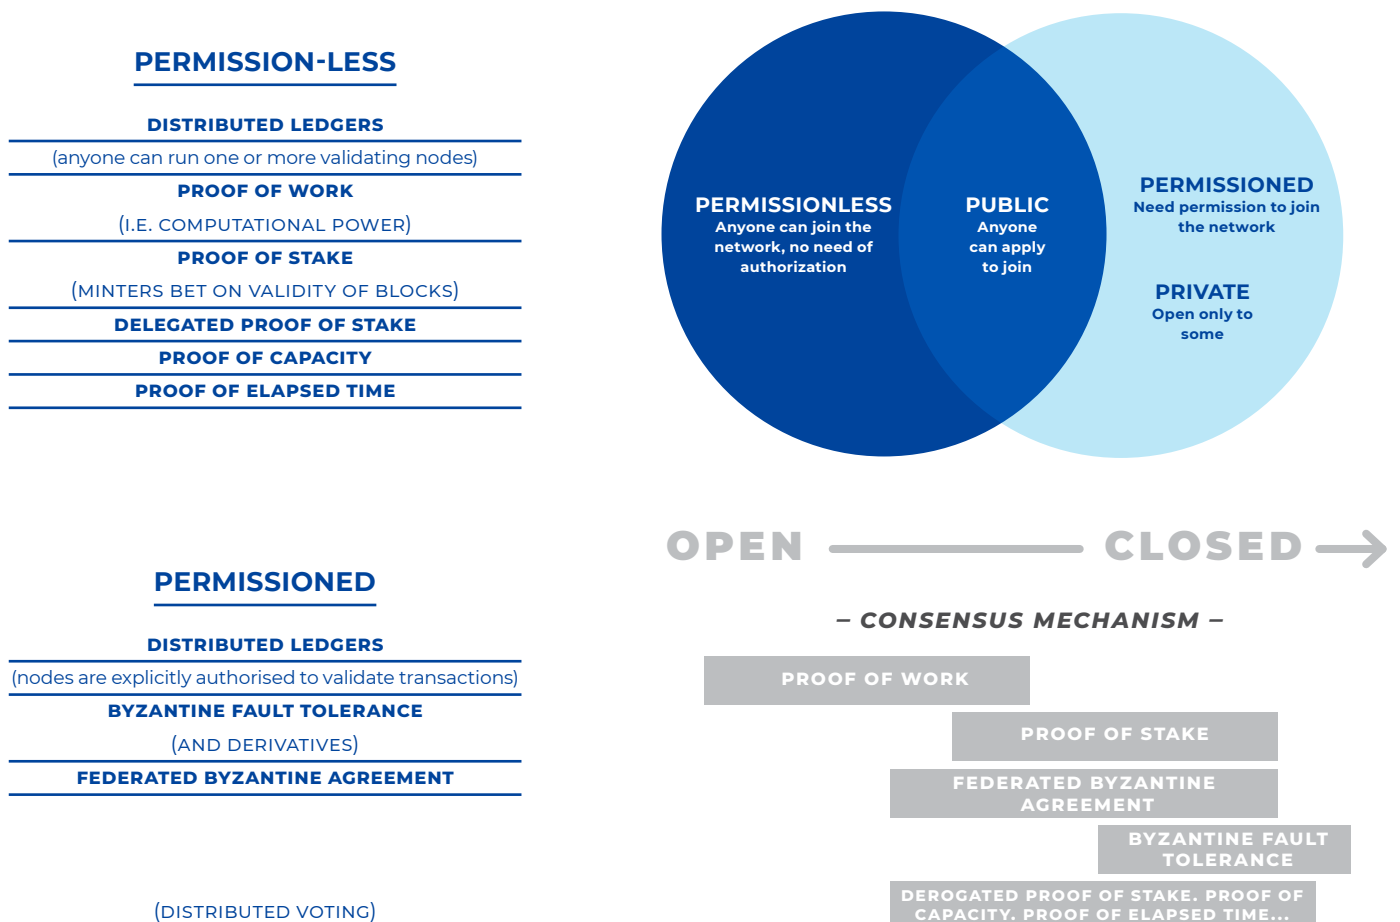 PERMISSION-LESS
DISTRIBUTED LEDGERS
(anyone can run one or more validating nodes)
PROOF OF WORK
(I.E. COMPUTATIONAL POWER)
PROOF OF STAKE
(MINTERS BET ON VALIDITY OF BLOCKS)
DELEGATED PROOF OF STAKE
PROOF OF CAPACITY
PROOF OF ELAPSED TIME
PERMISSIONED
DISTRIBUTED LEDGERS
(nodes are explicitly authorised to validate transactions)
BYZANTINE FAULT TOLERANCE
(AND DERIVATIVES)
FEDERATED BYZANTINE AGREEMENT
(DISTRIBUTED VOTING)
PERMISSIONLESS
Anyone can join the
network, no need of
authorization
PUBLIC
Anyone
can apply
to join
PERMISSIONED
Need permission to join
the network
PRIVATE
Open only to
some
OPEN CLOSED
– CONSENSUS MECHANISM –
PROOF OF WORK
PROOF OF STAKE
FEDERATED BYZANTINE
AGREEMENT
BYZANTINE FAULT
TOLERANCE
DEROGATED PROOF OF STAKE. PROOF OF
CAPACITY. PROOF OF ELAPSED TIME...